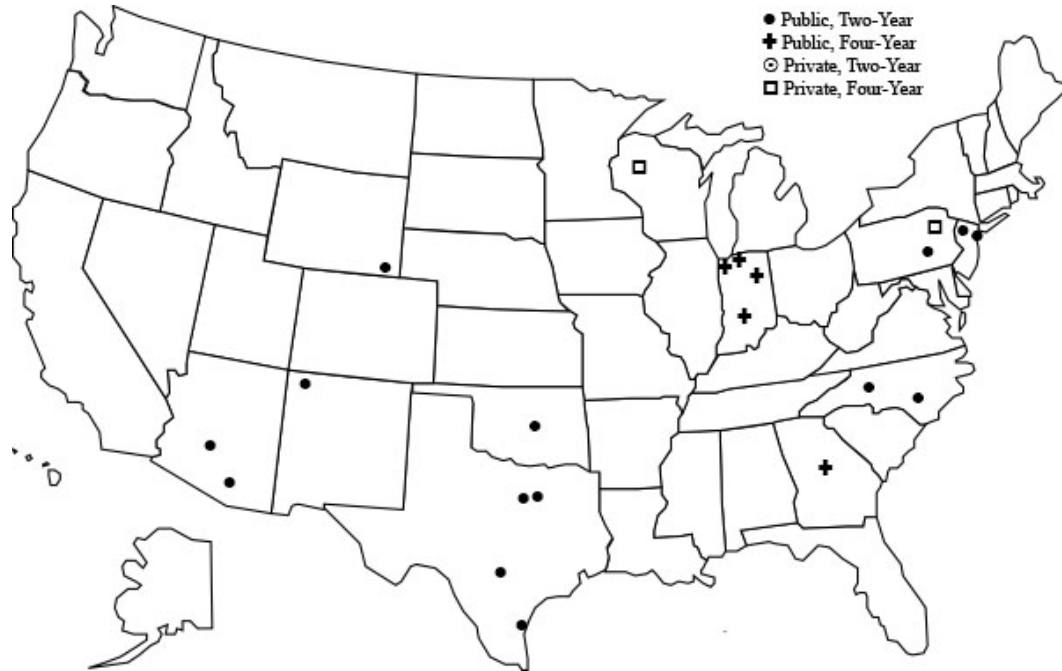 Public, Two-Year
Public, Four-Year
Private, Two-Year
Private, Four-Year